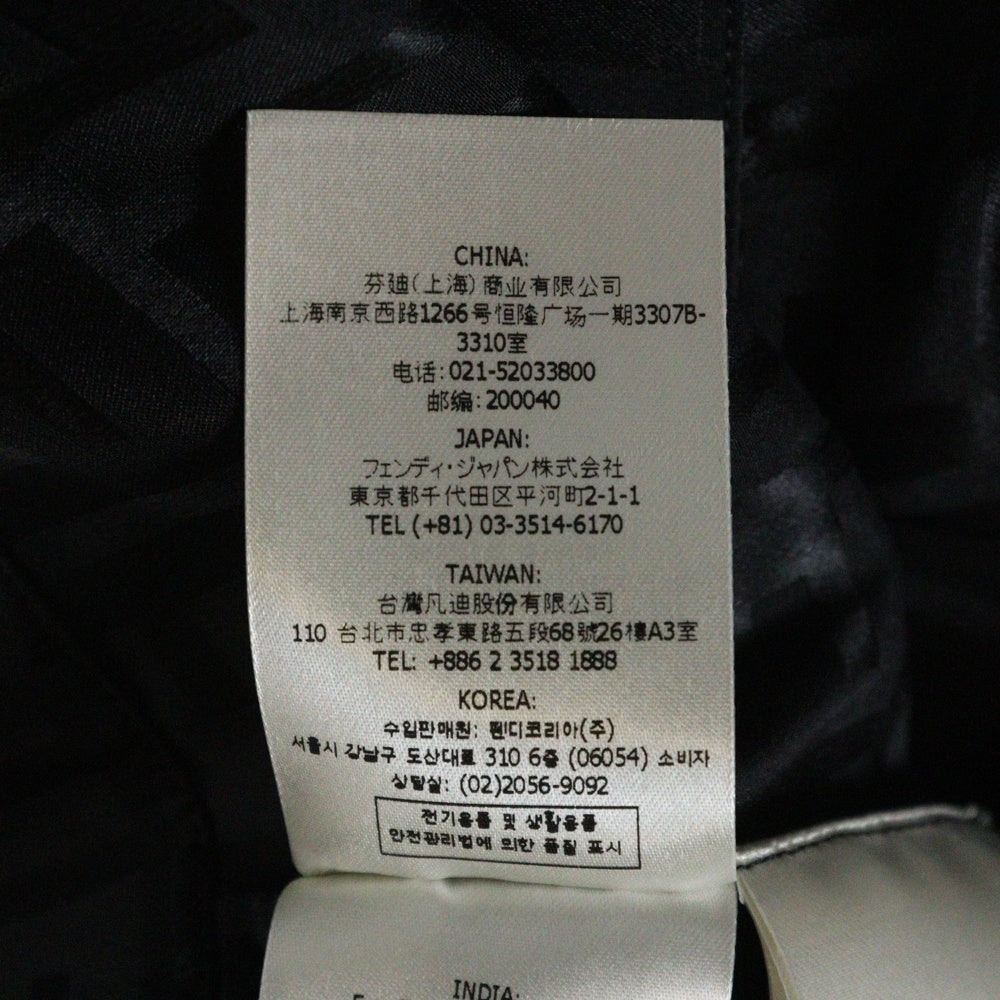 CHINA:
芬廸(上海)商业有限公司
上海南京西路1266号恒隆广场一期3307B-
3310室
电话:021-52033800
邮编:200040
JAPAN:
フェンディ・ジャパン株式会社
東京都千代田区平河町2-1-1
TEL (+81) 03-3514-6170
TAIWAN:
台灣凡迪股份有限公司
110 台北市忠孝東路五段68號26樓A3室
TEL: +886 2 3518 1888
KOREA:
수입판매원: 펜디코리아(주)
서울시 강남구 도산대로 310 6층 (06054) 소비자
상담실: (02)2056-9092
전기용품 및 생활용품
안전관리법에 의한 품질 표시
INDIA: